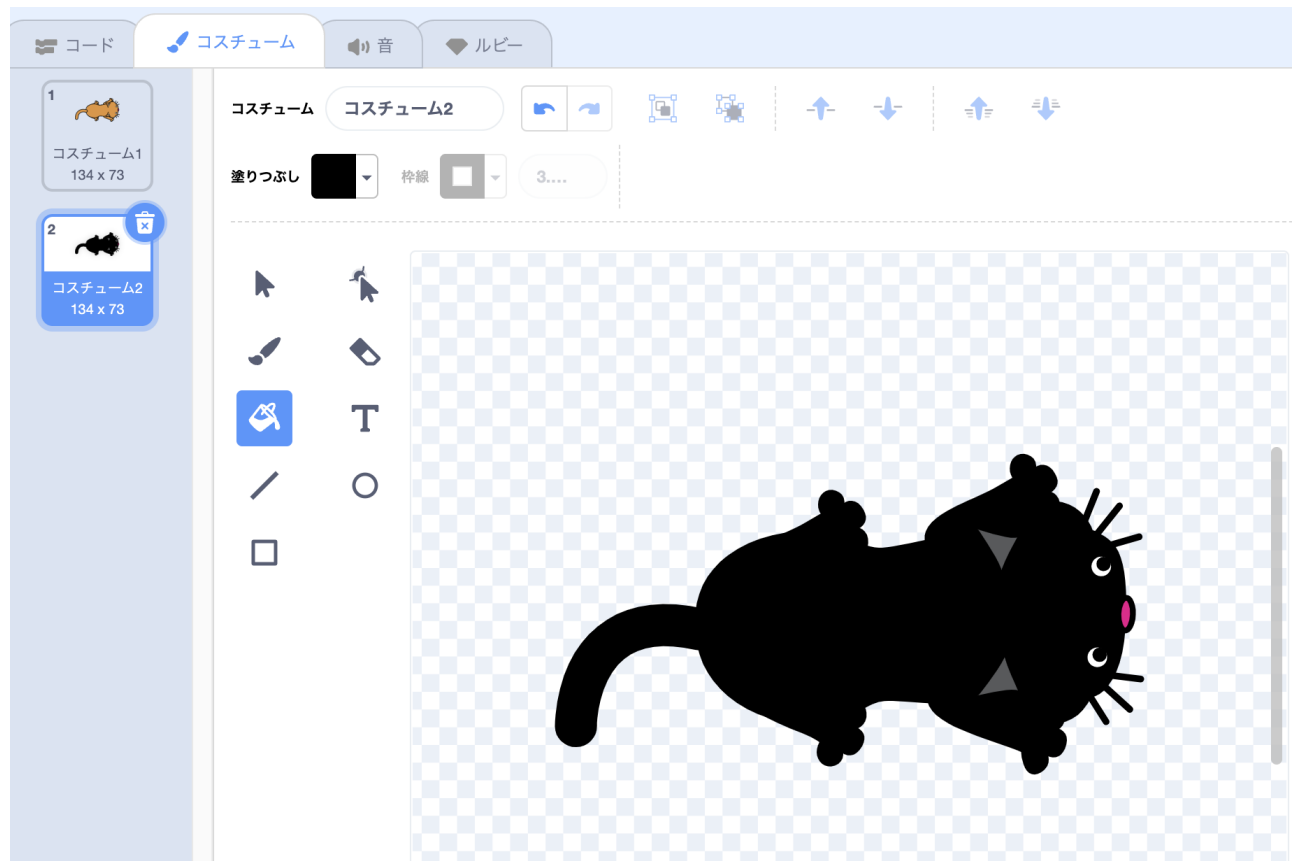 コード
コスチューム
音
ルビー
1
コスチューム1
134 x 73
2
コスチューム2
134 x 73
コスチューム
コスチューム2
塗りつぶし
枠線
3....
T